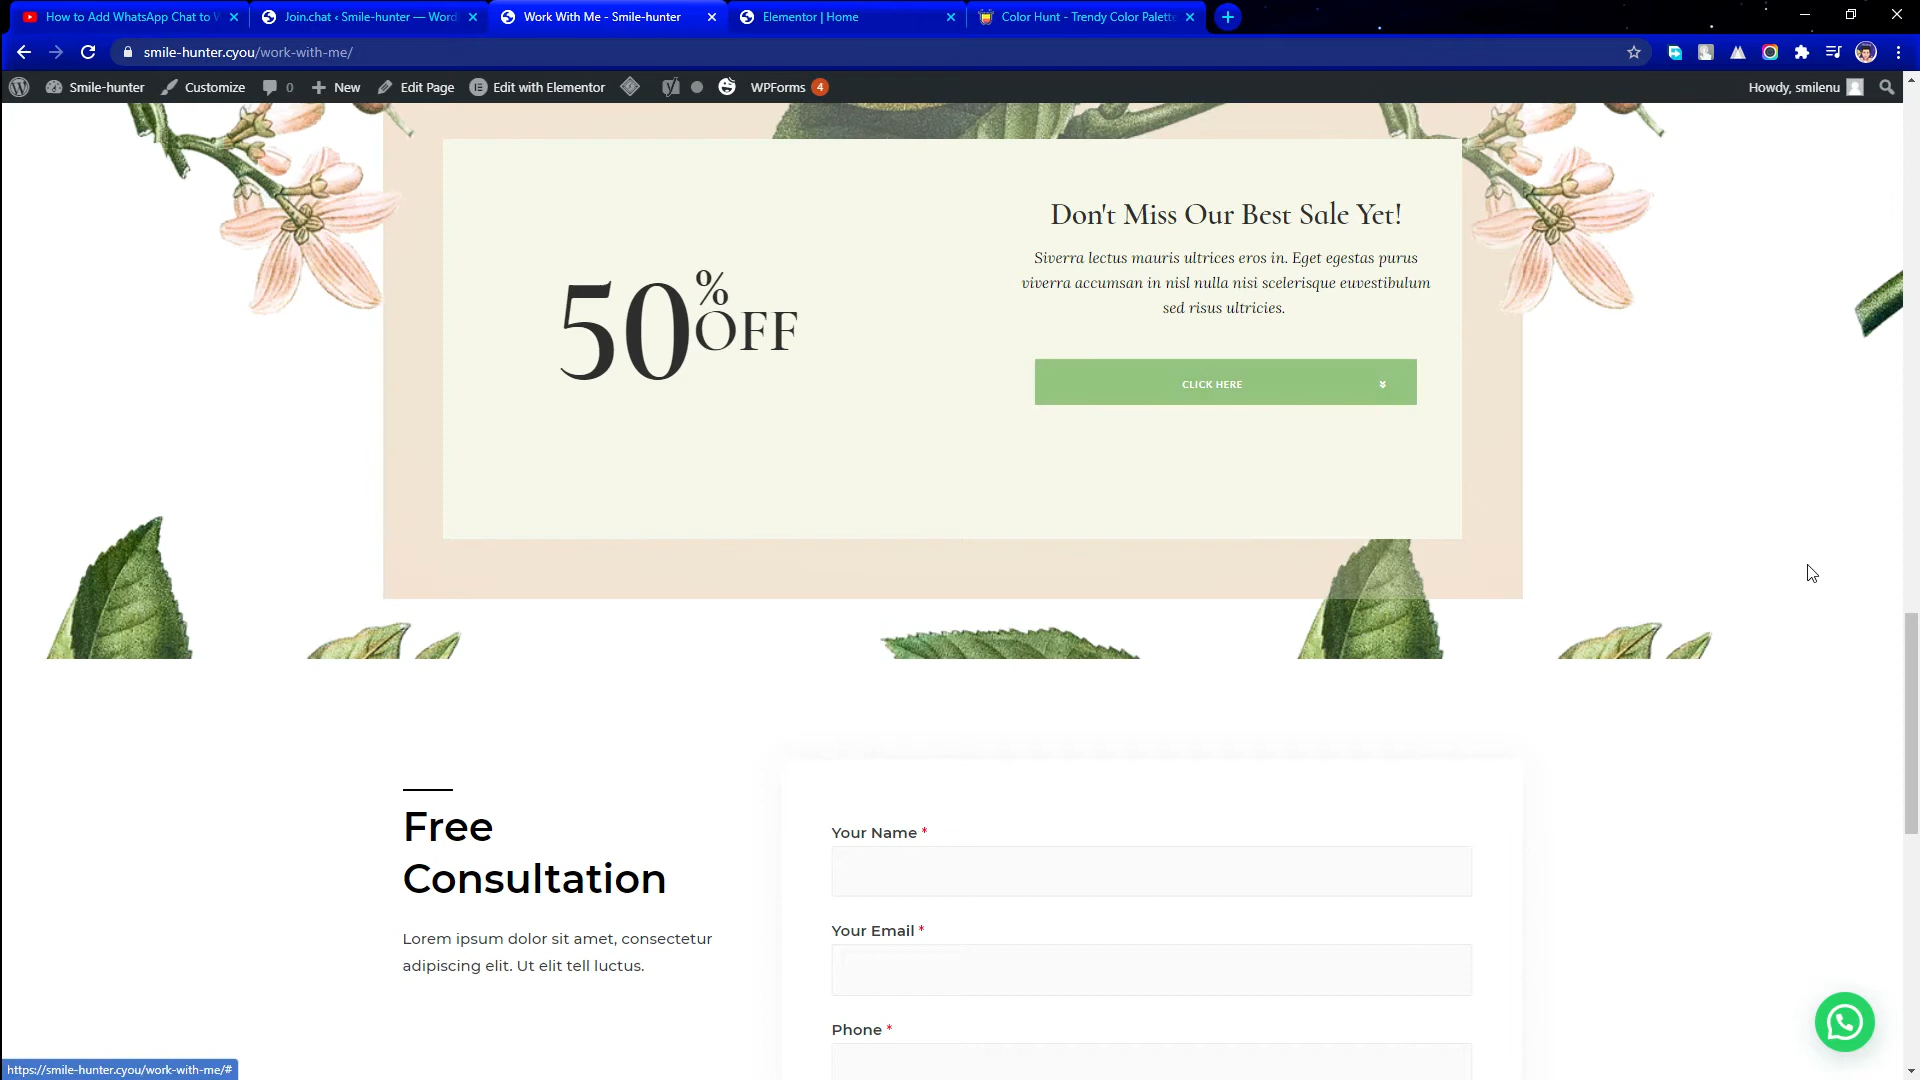 How to Add WhatsApp Chat to W
Join.chat ‹ Smile-hunter — Word
Work With Me - Smile-hunter
Elementor | Home
Color Hunt - Trendy Color Palett
smile-hunter.cyou/work-with-me/
Smile-hunter
Customize
0
New
Edit Page
Edit with Elementor
WPForms 4
Howdy, smilenu
50% OFF
Don't Miss Our Best Sale Yet!
Siverra lectus mauris ultrices eros in. Eget egestas purus
viverra accumsan in nisl nulla nisi scelerisque euvestibulum
sed risus ultricies.
CLICK HERE
Free
Consultation
Lorem ipsum dolor sit amet, consectetur
adipiscing elit. Ut elit tell luctus.
Your Name *
Your Email *
Phone *
https://smile-hunter.cyou/work-with-me/#